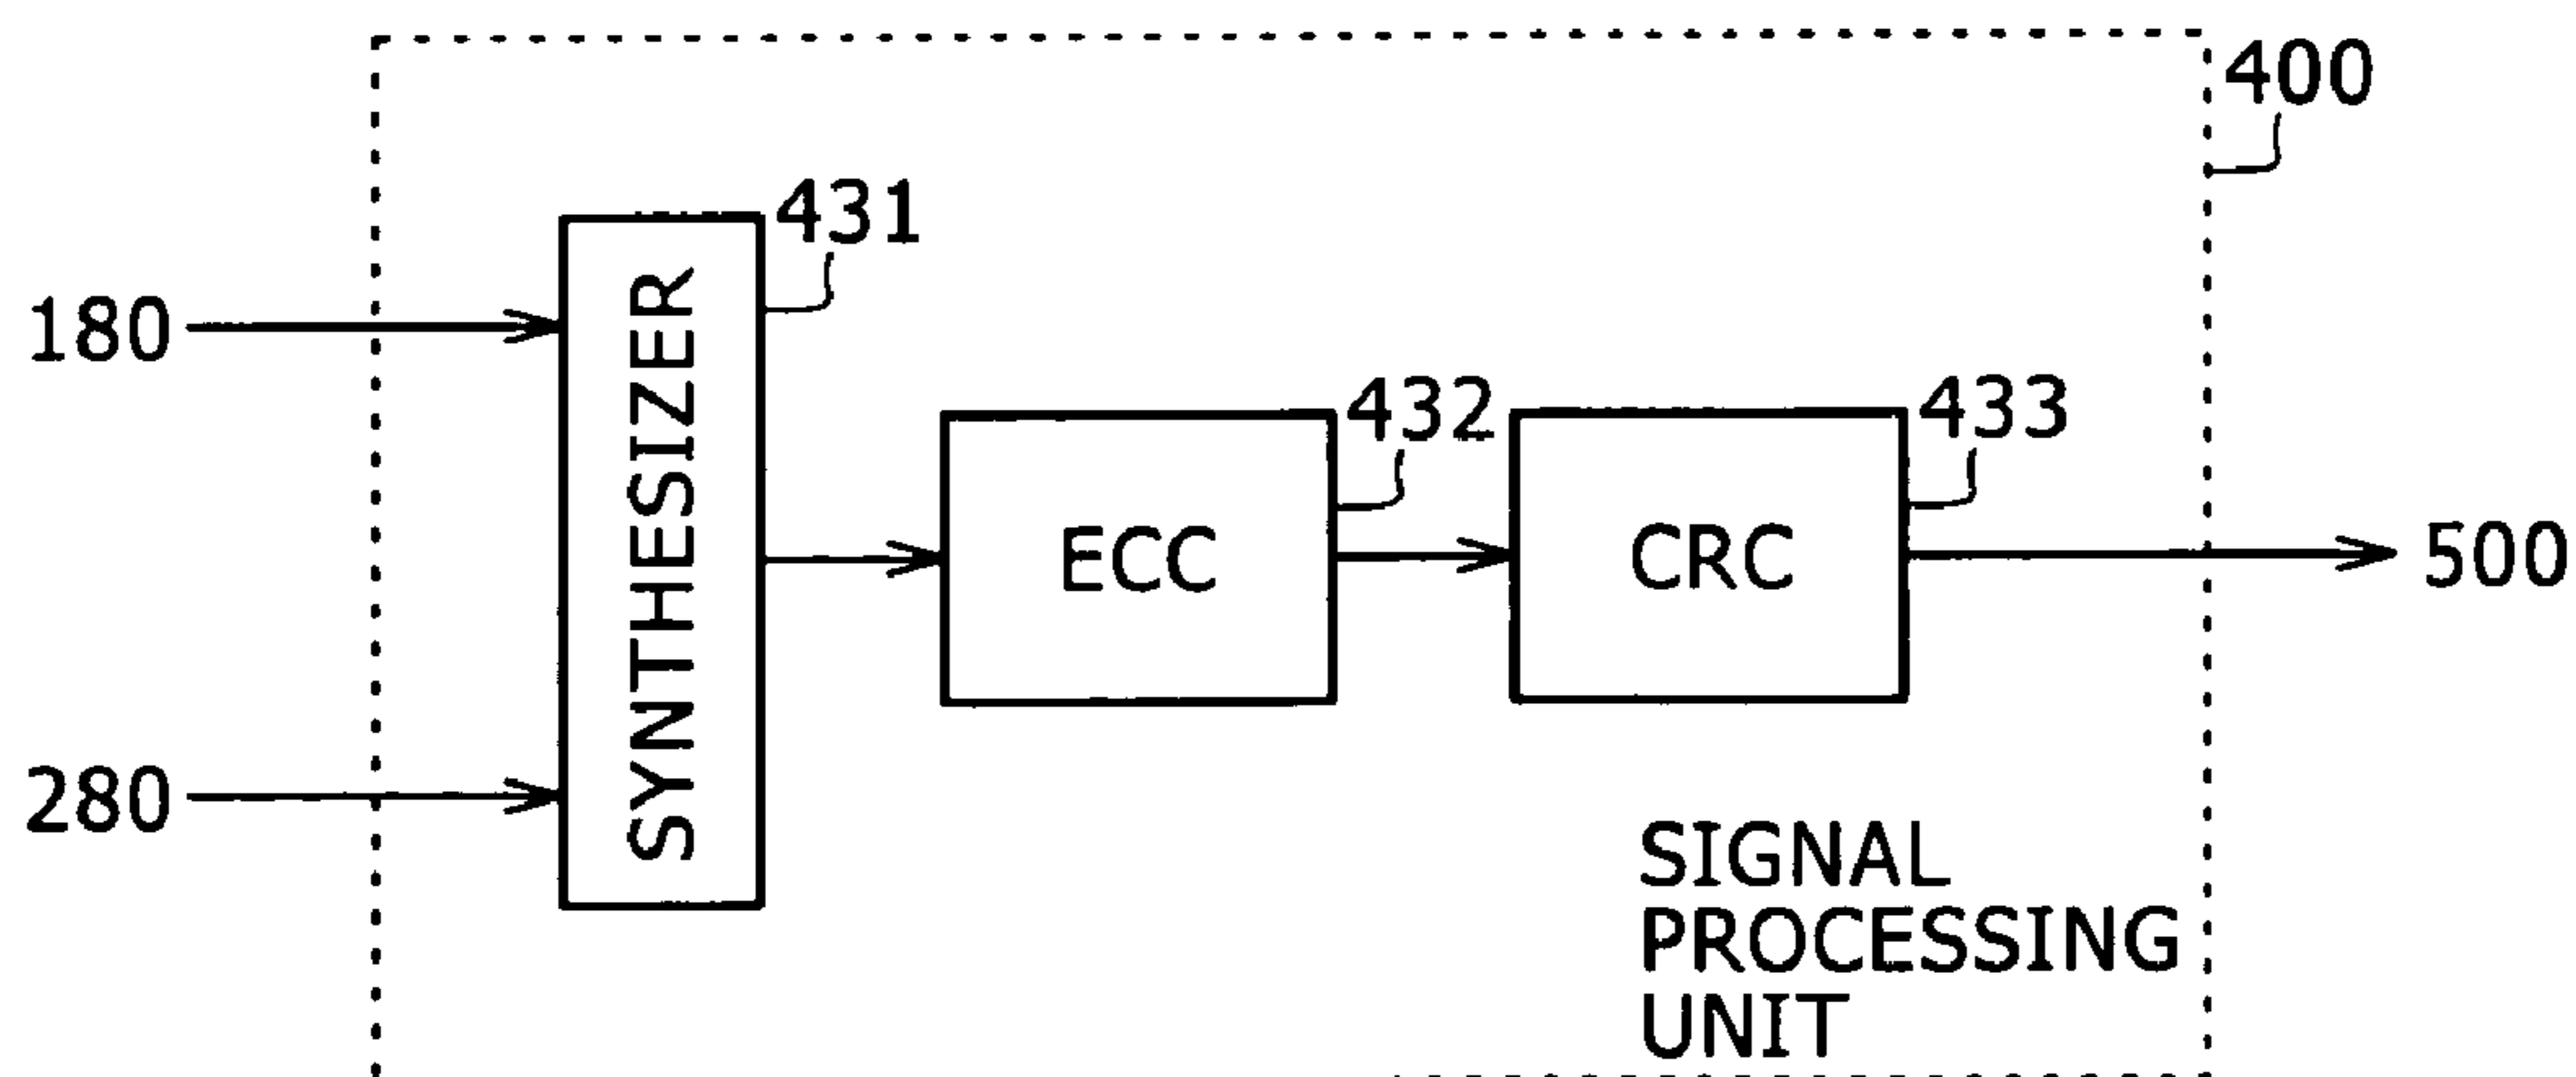 400
431
180
SYNTHESIZER
432
433
ECC
CRC
500
280
SIGNAL
PROCESSING
UNIT